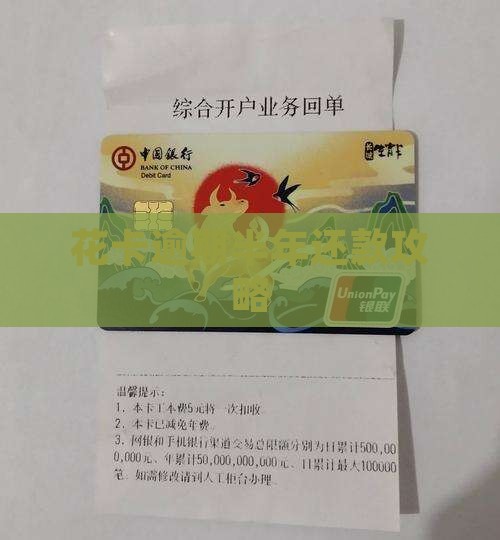 综合开户业务回单
中国银行
BANK OF CHINA
Debit Card
长城生肖卡
花卡逾期半年还款攻
略
UnionPay
银联
温馨提示:
1、本卡工本费5元将一次扣收
2、本卡已减免年费
3、网银和手机银行渠道交易总限额分别为日累计500,00
0,000元、年累计50,000,000,000元、日累计最大100000
笔。如需修改请到人工柜台办理